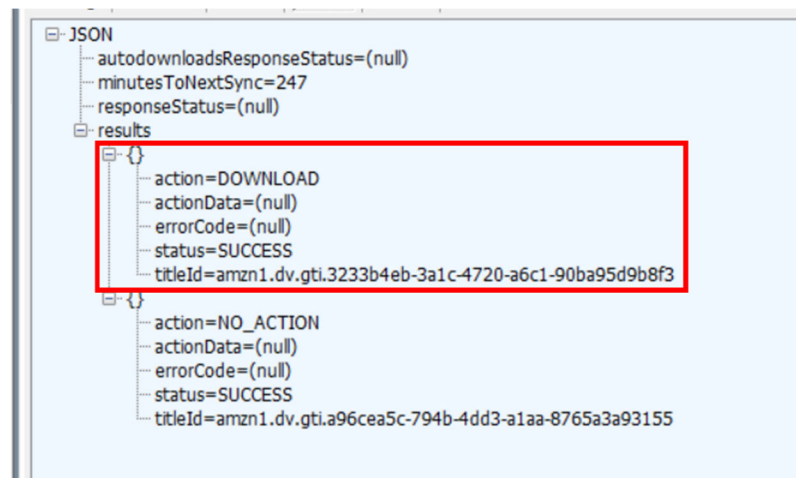 JSON
autodownloadsResponseStatus=(null)
minutesToNextSync=247
responseStatus=(null)
results
{}
action=DOWNLOAD
actionData=(null)
errorCode=(null)
status=SUCCESS
titleId=amzn1.dv.gti.3233b4eb-3a1c-4720-a6c1-90ba95d9b8f3
{}
action=NO_ACTION
actionData=(null)
errorCode=(null)
status=SUCCESS
titleId=amzn1.dv.gti.a96cea5c-794b-4dd3-a1aa-8765a3a93155